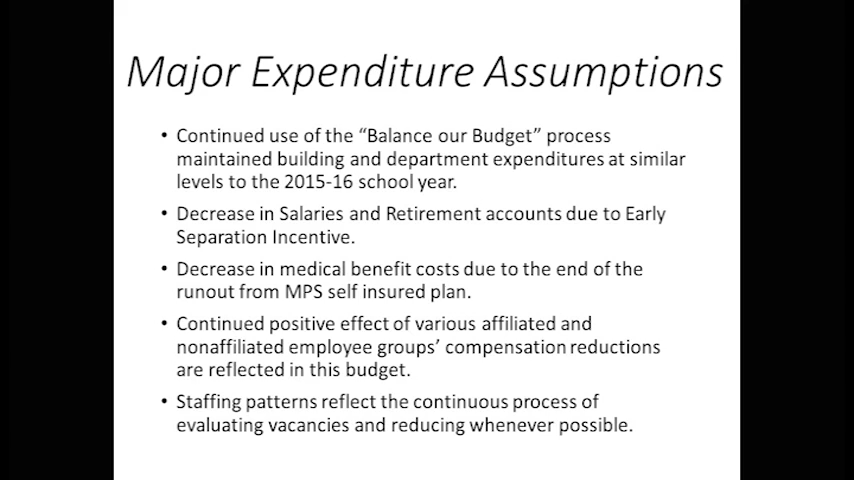 Major Expenditure Assumptions
• Continued use of the “Balance our Budget” process
maintained building and department expenditures at similar
levels to the 2015-16 school year.
• Decrease in Salaries and Retirement accounts due to Early
Separation Incentive.
• Decrease in medical benefit costs due to the end of the
runout from MPS self insured plan.
• Continued positive effect of various affiliated and
nonaffiliated employee groups’ compensation reductions
are reflected in this budget.
• Staffing patterns reflect the continuous process of
evaluating vacancies and reducing whenever possible.